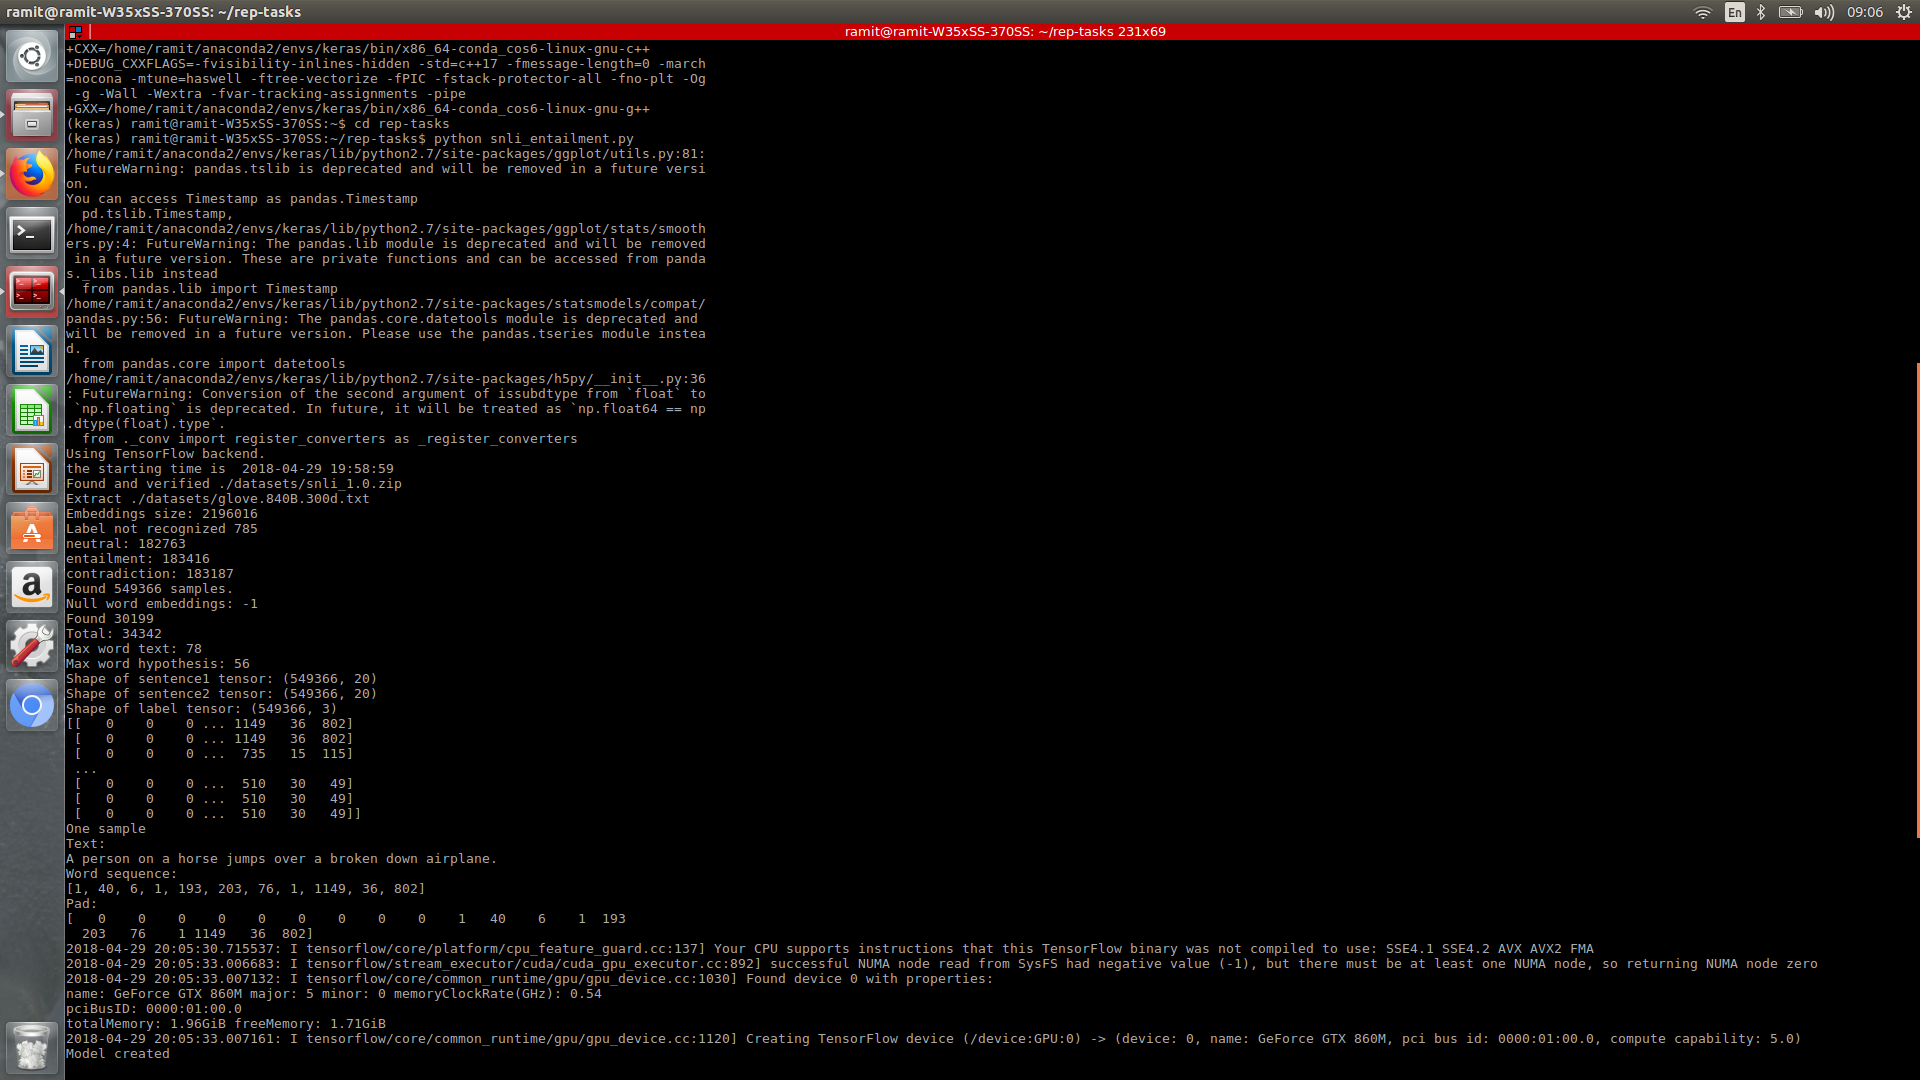 ramit@ramit-W35xSS-370SS: ~/rep-tasks
En
09:06
ramit@ramit-W35xSS-370SS: ~/rep-tasks 231x69
+CXX=/home/ramit/anaconda2/envs/keras/bin/x86_64-conda_cos6-linux-gnu-c++
+DEBUG_CXXFLAGS=-fvisibility-inlines-hidden -std=c++17 -fmessage-length=0 -march
=nocona -mtune=haswell -ftree-vectorize -fPIC -fstack-protector-all -fno-plt -Og
 -g -Wall -Wextra -fvar-tracking-assignments -pipe
+GXX=/home/ramit/anaconda2/envs/keras/bin/x86_64-conda_cos6-linux-gnu-g++
(keras) ramit@ramit-W35xSS-370SS:~$ cd rep-tasks
(keras) ramit@ramit-W35xSS-370SS:~/rep-tasks$ python snli_entailment.py
/home/ramit/anaconda2/envs/keras/lib/python2.7/site-packages/ggplot/utils.py:81:
 FutureWarning: pandas.tslib is deprecated and will be removed in a future versi
on.
You can access Timestamp as pandas.Timestamp
  pd.tslib.Timestamp,
/home/ramit/anaconda2/envs/keras/lib/python2.7/site-packages/ggplot/stats/smooth
ers.py:4: FutureWarning: The pandas.lib module is deprecated and will be removed
 in a future version. These are private functions and can be accessed from panda
s._libs.lib instead
  from pandas.lib import Timestamp
/home/ramit/anaconda2/envs/keras/lib/python2.7/site-packages/statsmodels/compat/
pandas.py:56: FutureWarning: The pandas.core.datetools module is deprecated and
will be removed in a future version. Please use the pandas.tseries module instea
d.
  from pandas.core import datetools
/home/ramit/anaconda2/envs/keras/lib/python2.7/site-packages/h5py/__init__.py:36
: FutureWarning: Conversion of the second argument of issubdtype from `float` to
 `np.floating` is deprecated. In future, it will be treated as `np.float64 == np
.dtype(float).type`.
  from ._conv import register_converters as _register_converters
Using TensorFlow backend.
the starting time is  2018-04-29 19:58:59
Found and verified ./datasets/snli_1.0.zip
Extract ./datasets/glove.840B.300d.txt
Embeddings size: 2196016
Label not recognized 785
neutral: 182763
entailment: 183416
contradiction: 183187
Found 549366 samples.
Null word embeddings: -1
Found 30199
Total: 34342
Max word text: 78
Max word hypothesis: 56
Shape of sentence1 tensor: (549366, 20)
Shape of sentence2 tensor: (549366, 20)
Shape of label tensor: (549366, 3)
[[   0    0    0 ... 1149   36  802]
 [   0    0    0 ... 1149   36  802]
 [   0    0    0 ...  735   15  115]
 ...
 [   0    0    0 ...  510   30   49]
 [   0    0    0 ...  510   30   49]
 [   0    0    0 ...  510   30   49]]
One sample
Text:
A person on a horse jumps over a broken down airplane.
Word sequence:
[1, 40, 6, 1, 193, 203, 76, 1, 1149, 36, 802]
Pad:
[   0    0    0    0    0    0    0    0    0    1   40    6    1  193
  203   76    1 1149   36  802]
2018-04-29 20:05:30.715537: I tensorflow/core/platform/cpu_feature_guard.cc:137] Your CPU supports instructions that this TensorFlow binary was not compiled to use: SSE4.1 SSE4.2 AVX AVX2 FMA
2018-04-29 20:05:33.006683: I tensorflow/stream_executor/cuda/cuda_gpu_executor.cc:892] successful NUMA node read from SysFS had negative value (-1), but there must be at least one NUMA node, so returning NUMA node zero
2018-04-29 20:05:33.007132: I tensorflow/core/common_runtime/gpu/gpu_device.cc:1030] Found device 0 with properties:
name: GeForce GTX 860M major: 5 minor: 0 memoryClockRate(GHz): 0.54
pciBusID: 0000:01:00.0
totalMemory: 1.96GiB freeMemory: 1.71GiB
2018-04-29 20:05:33.007161: I tensorflow/core/common_runtime/gpu/gpu_device.cc:1120] Creating TensorFlow device (/device:GPU:0) -> (device: 0, name: GeForce GTX 860M, pci bus id: 0000:01:00.0, compute capability: 5.0)
Model created